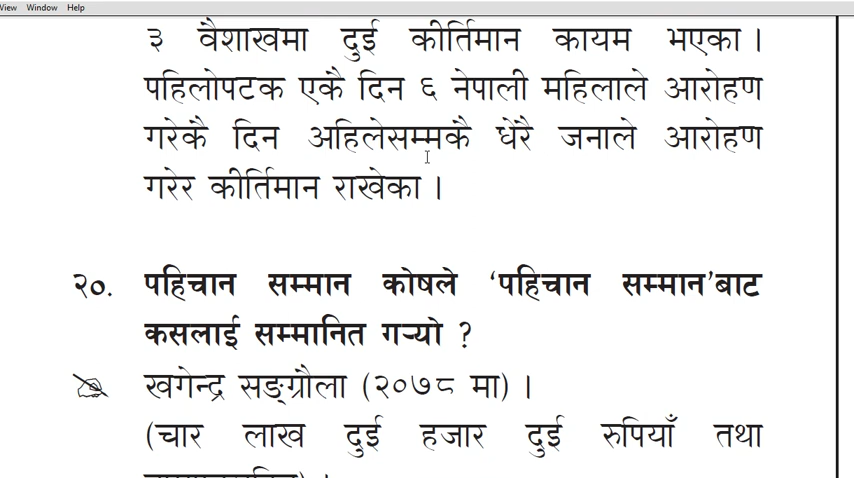 View Window Help
३ वैशाखमा दुई कीर्तिमान कायम भएका ।
पहिलोपटक एकै दिन ६ नेपाली महिलाले आरोहण
गरेकै दिन अहिलेसम्मकै धेरै जनाले आरोहण
गरेर कीर्तिमान राखेका ।
२०. पहिचान सम्मान कोषले ‘पहिचान सम्मान’बाट
कसलाई सम्मानित गर्‍यो ?
खगेन्द्र सङ्ग्रौला (२०७८ मा) ।
(चार लाख दुई हजार दुई रुपियाँ तथा